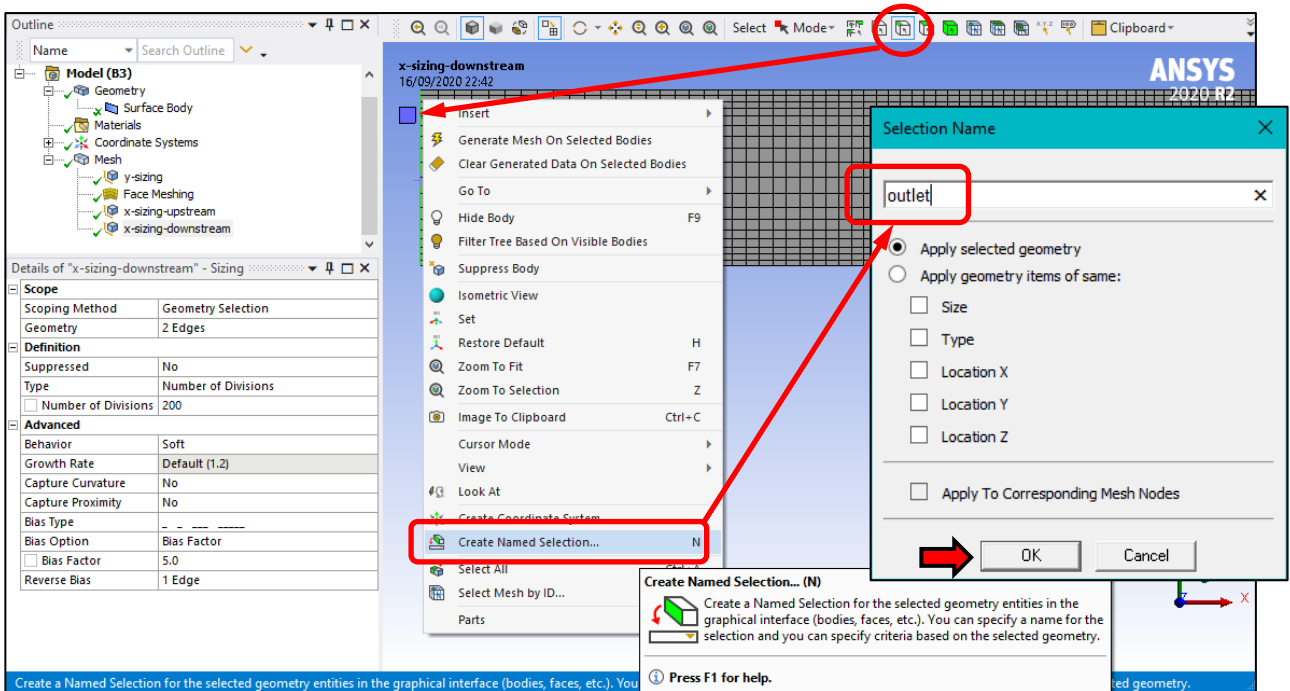 Outline
Name
Search Outline
Model (B3)
Geometry
Surface Body
Materials
Coordinate Systems
Mesh
y-sizing
Face Meshing
x-sizing-upstream
x-sizing-downstream
Details of "x-sizing-downstream" - Sizing
Scope
Scoping Method Geometry Selection
Geometry 2 Edges
Definition
Suppressed No
Type Number of Divisions
Number of Divisions 200
Advanced
Behavior Soft
Growth Rate Default (1.2)
Capture Curvature No
Capture Proximity No
Bias Type _ _ ___ _____
Bias Option Bias Factor
Bias Factor 5.0
Reverse Bias 1 Edge
Select Mode Clipboard
x-sizing-downstream
16/09/2020 22:42
ANSYS
2020 R2
Insert
Generate Mesh On Selected Bodies
Clear Generated Data On Selected Bodies
Go To
Hide Body F9
Filter Tree Based On Visible Bodies
Suppress Body
Isometric View
Set
Restore Default H
Zoom To Fit F7
Zoom To Selection Z
Image To Clipboard Ctrl+C
Cursor Mode
View
Look At
Create Coordinate System
Create Named Selection... N
Select All Ctrl+A
Select Mesh by ID...
Parts
Selection Name
outlet
Apply selected geometry
Apply geometry items of same:
Size
Type
Location X
Location Y
Location Z
Apply To Corresponding Mesh Nodes
OK Cancel
X
Create Named Selection... (N)
Create a Named Selection for the selected geometry entities in the
graphical interface (bodies, faces, etc.). You can specify a name for the
selection and you can specify criteria based on the selected geometry.
Press F1 for help.
Create a Named Selection for the selected geometry entities in the graphical interface (bodies, faces, etc.). You
ted geometry.